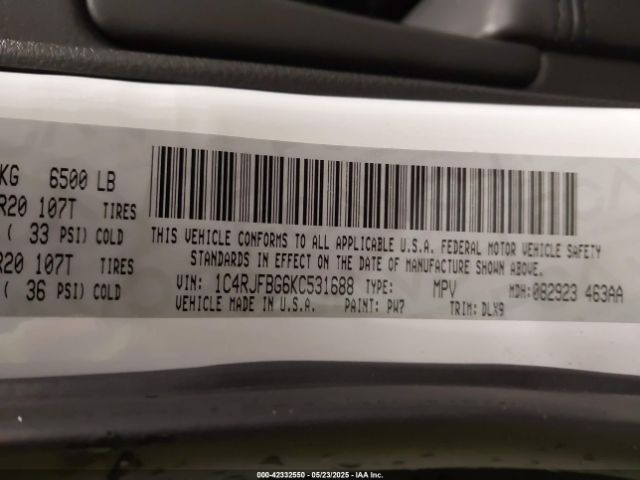 KG 6500 LB
R20 107T TIRES
( 33 PSI) COLD
R20 107T TIRES
( 36 PSI) COLD
THIS VEHICLE CONFORMS TO ALL APPLICABLE U.S.A. FEDERAL MOTOR VEHICLE SAFETY
STANDARDS IN EFFECT ON THE DATE OF MANUFACTURE SHOWN ABOVE.
VIN: 1C4RJFBG6KC531688 TYPE: MPV MDH:082923 463AA
VEHICLE MADE IN U.S.A. PAINT: PW7 TRIM: DLX9
000-42332550 - 05/23/2025 - IAA Inc.